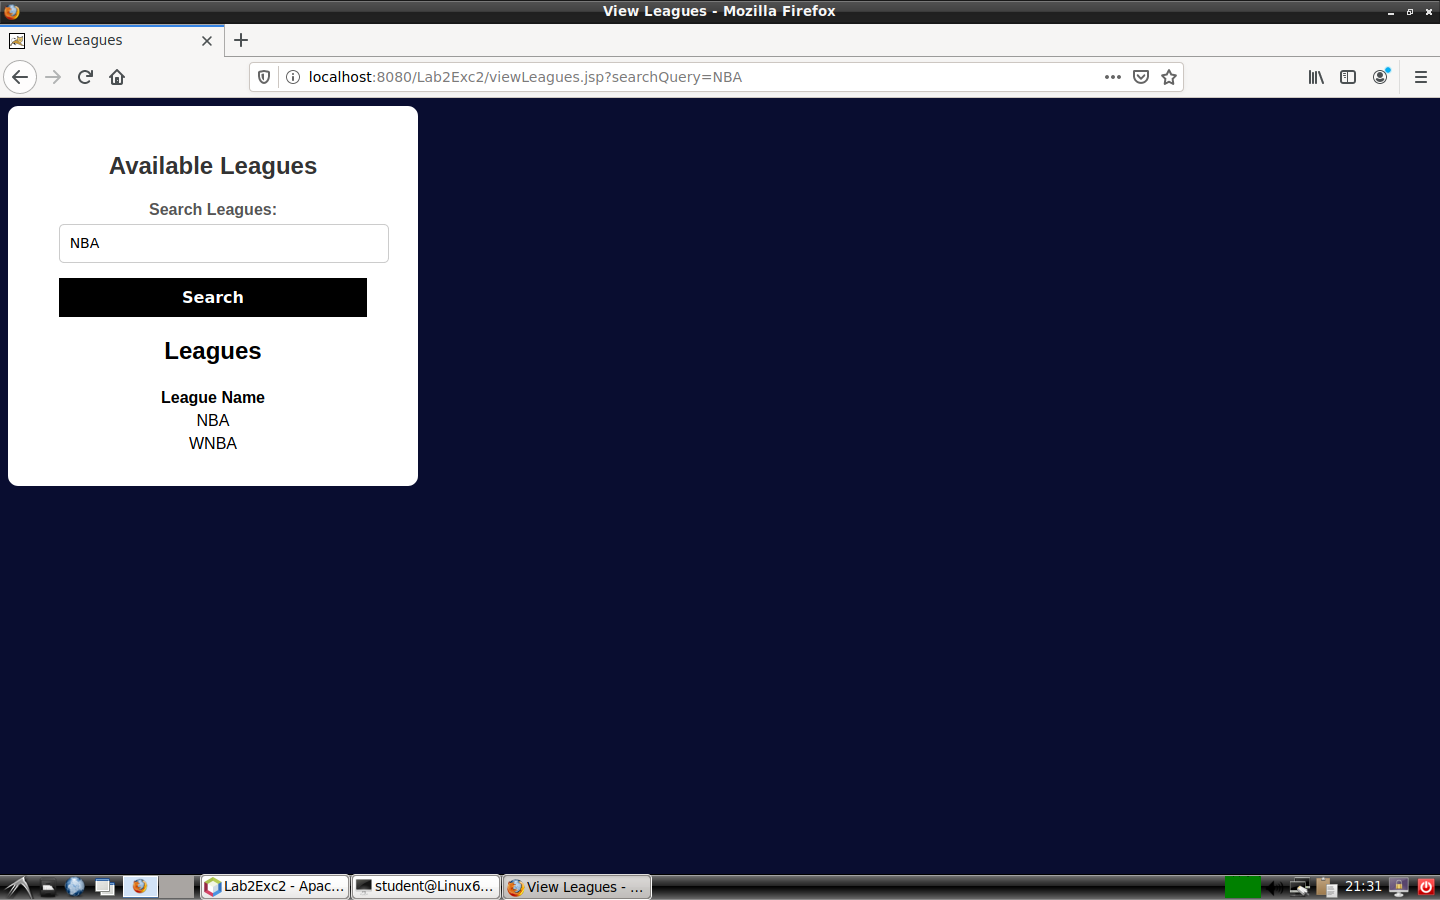 View Leagues - Mozilla Firefox
View Leagues
localhost:8080/Lab2Exc2/viewLeagues.jsp?searchQuery=NBA
Available Leagues
Search Leagues:
NBA
Search
Leagues
League Name
NBA
WNBA
Lab2Exc2 - Apac... student@Linux6... View Leagues - ... 21:31